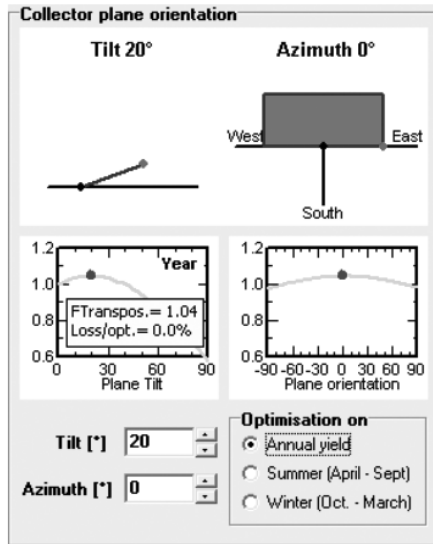 Collector plane orientation
Tilt 20°
Azimuth 0°
West
East
South
1.2
1.0
0.8
0.6
Year
FTranspos.= 1.04
Loss/opt.= 0.0%
0 30 60 90
Plane Tilt
1.2
1.0
0.8
0.6
-90 -60 -30 0 30 60 90
Plane orientation
Tilt [°] 20
Azimuth [°] 0
Optimisation on
Annual yield
Summer (April - Sept)
Winter (Oct. - March)